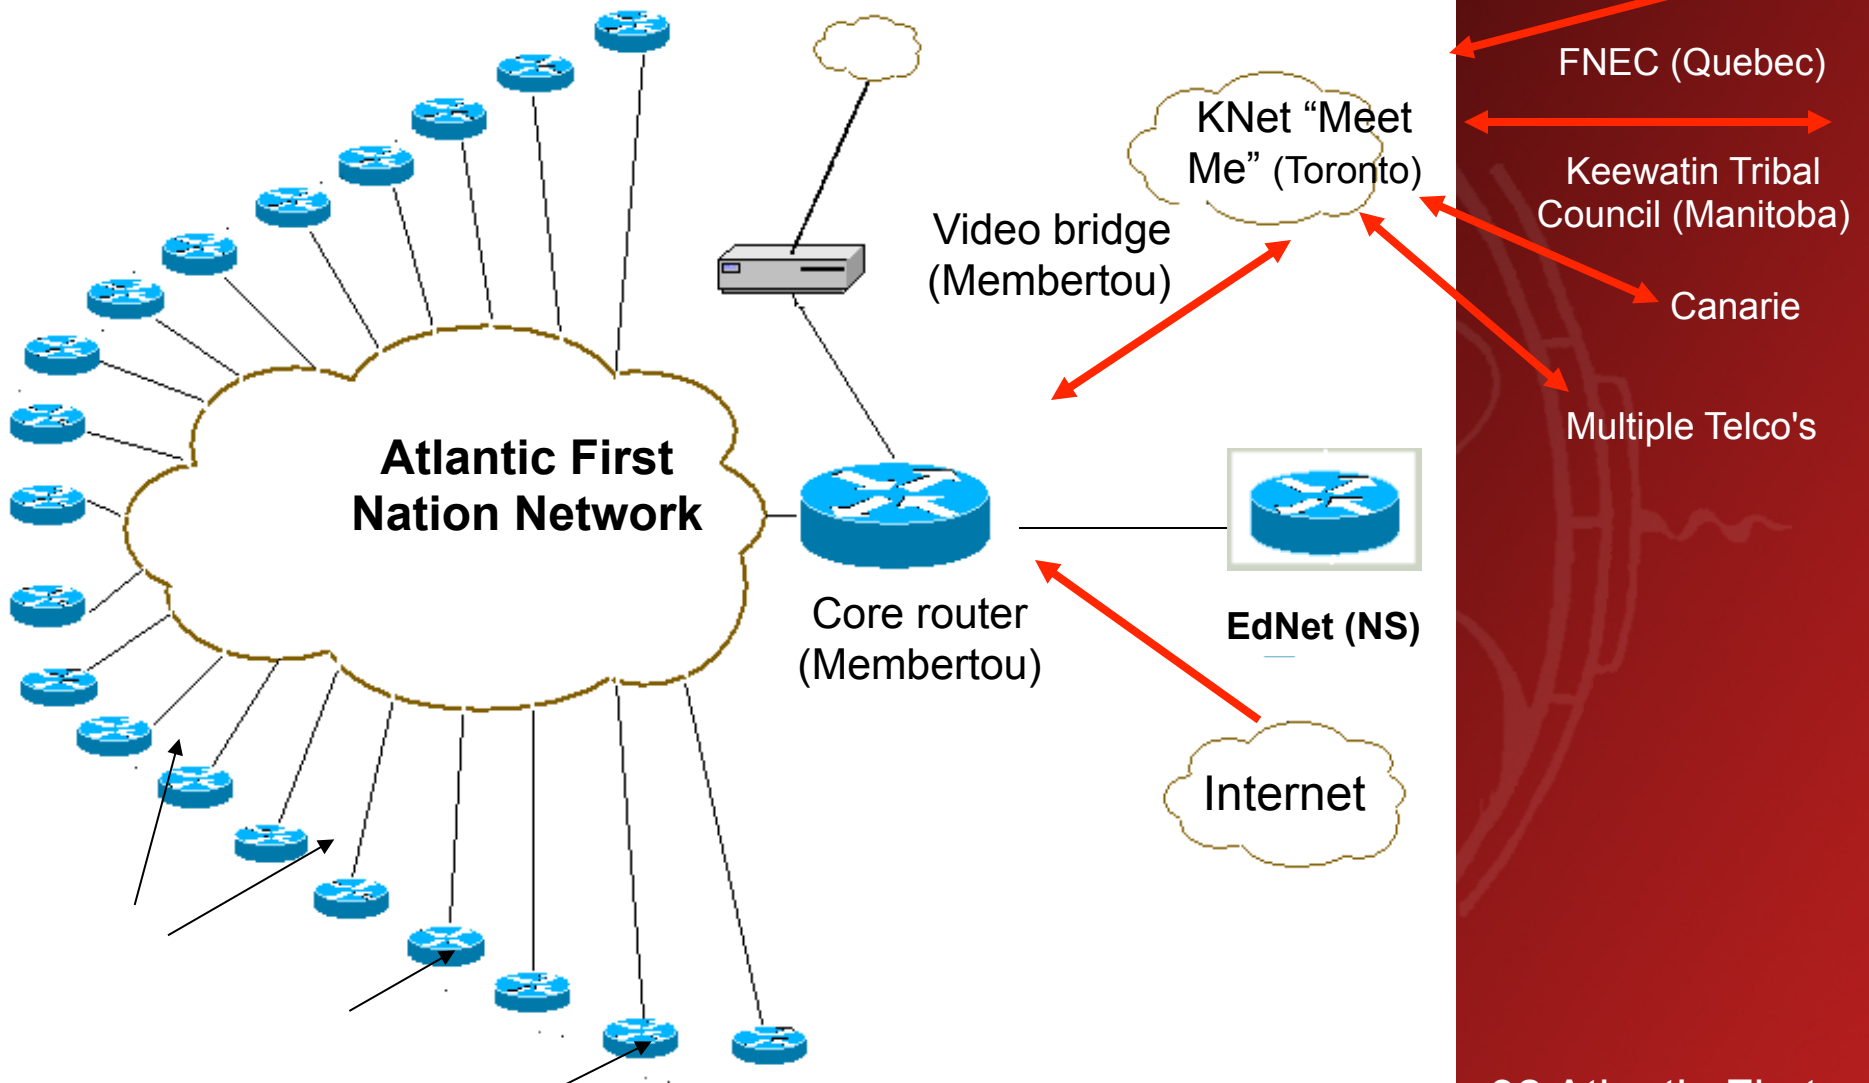 FNEC (Quebec)
KNet “Meet
Me” (Toronto)
Keewatin Tribal
Council (Manitoba)
Video bridge
(Membertou)
Canarie
Multiple Telco's
Atlantic First
Nation Network
Core router
(Membertou)
EdNet (NS)
Internet